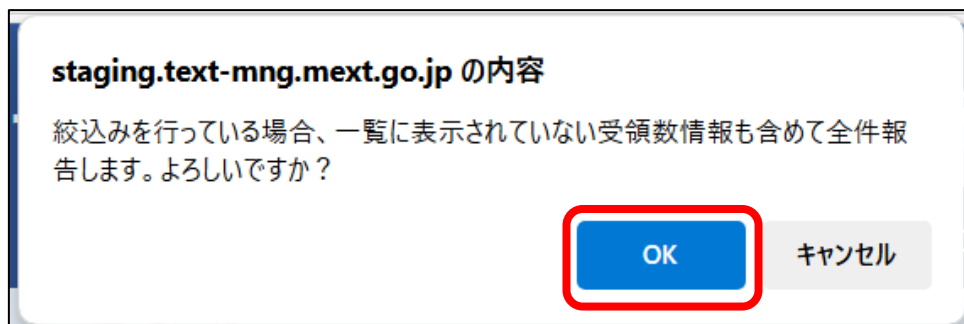 staging.text-mng.mext.go.jp の内容
絞込みを行っている場合、一覧に表示されていない受領数情報も含めて全件報
告します。よろしいですか？
OK
キャンセル